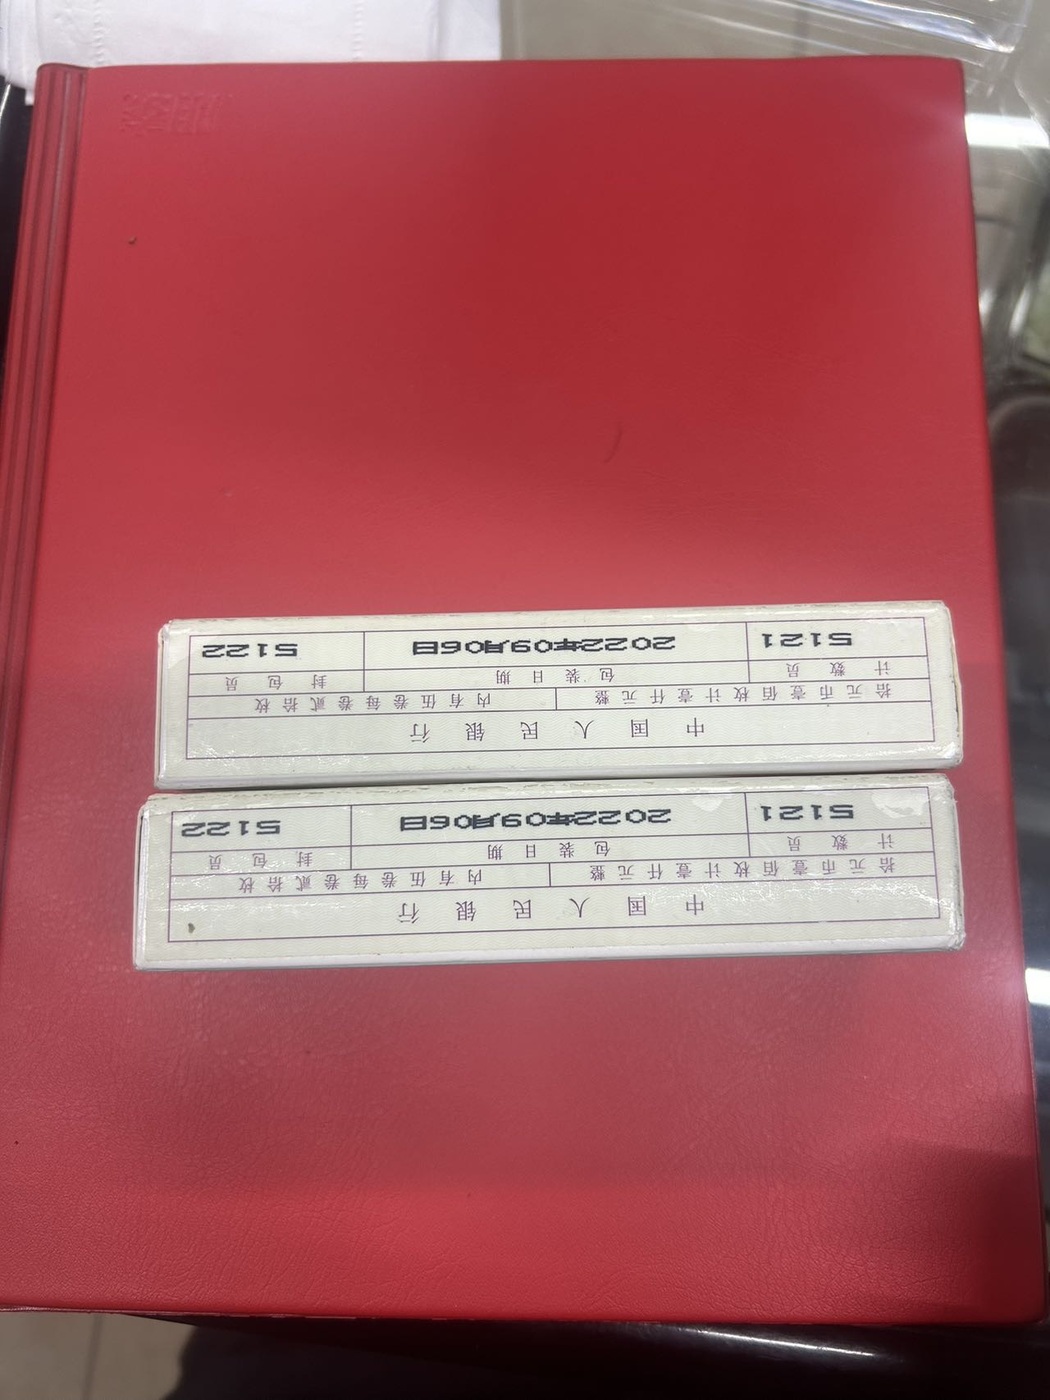 中国人民银行
拾元币壹佰枚计壹仟元整 内有伍卷每卷贰拾枚
计数员 包装日期 封包员
5121 2022年09月06日 5122
中国人民银行
拾元币壹佰枚计壹仟元整 内有伍卷每卷贰拾枚
计数员 包装日期 封包员
5121 2022年09月06日 5122